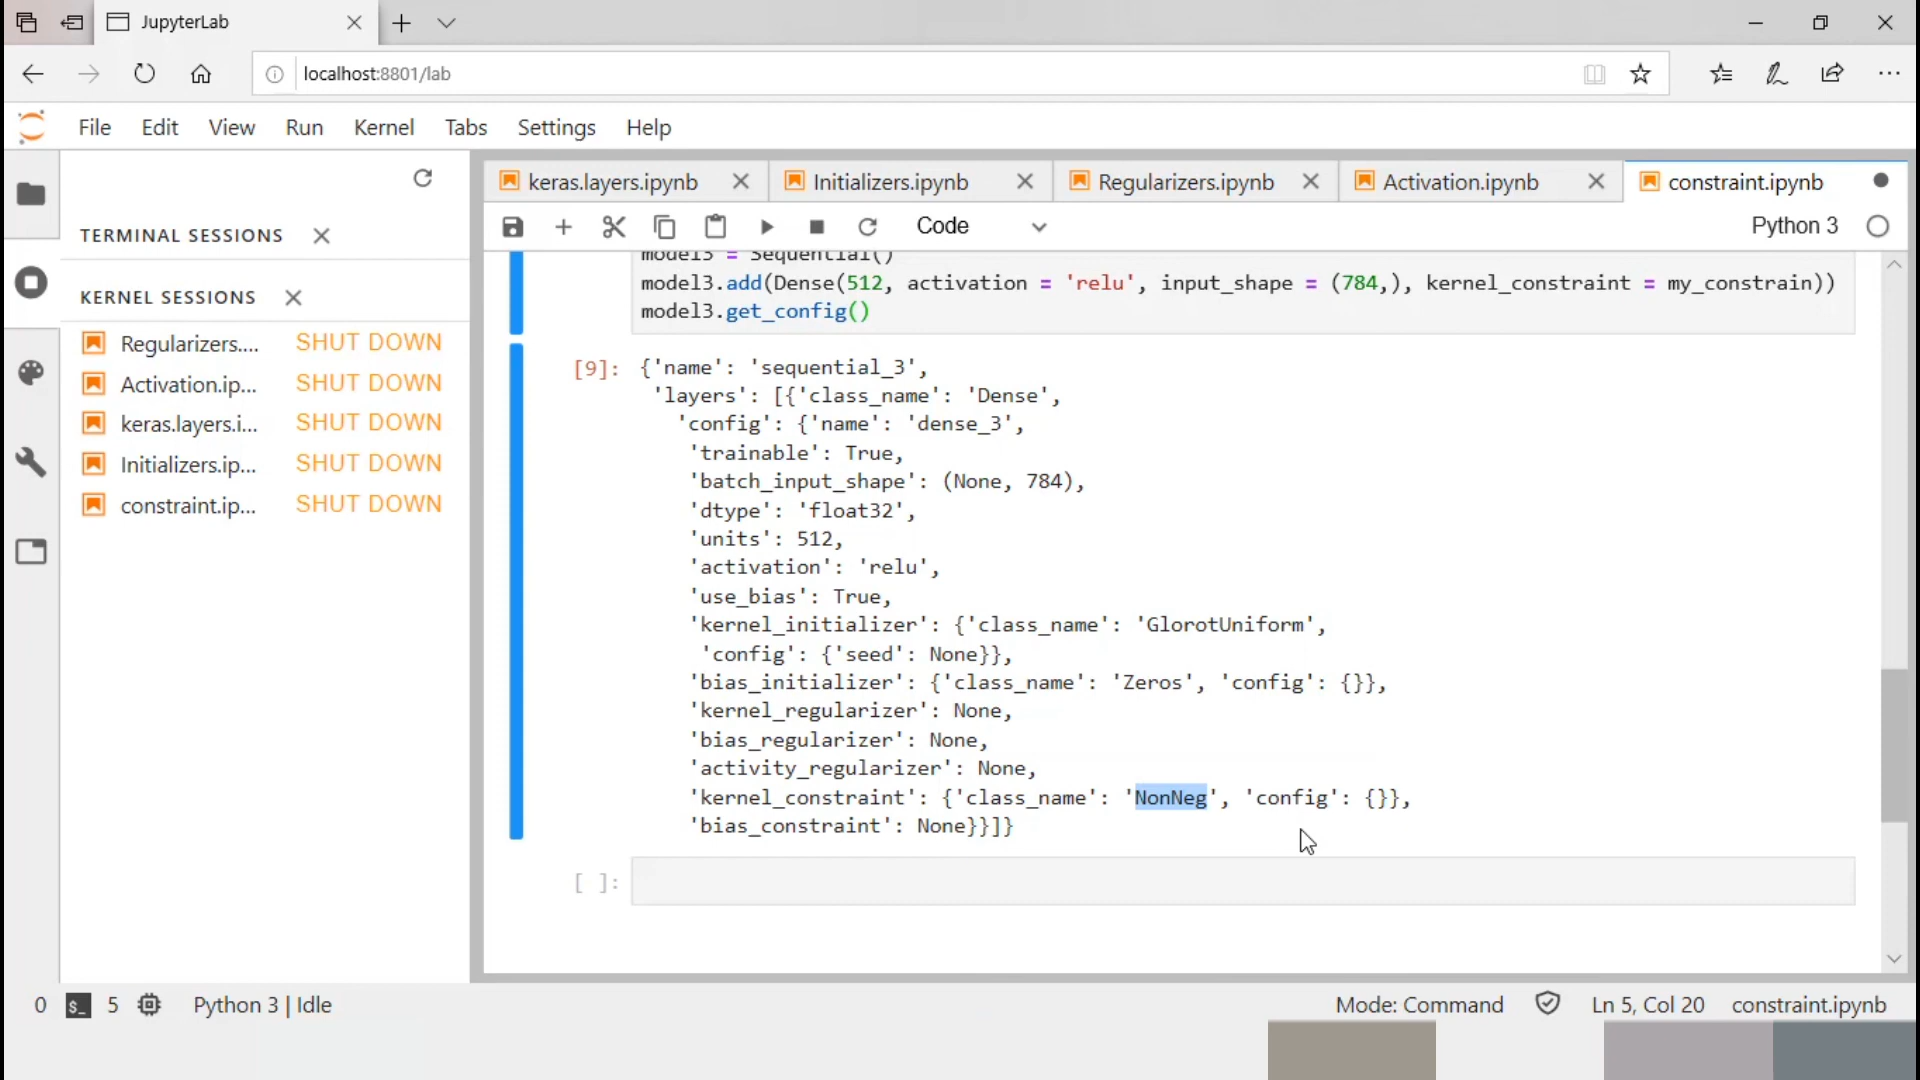 JupyterLab
localhost:8801/lab
File Edit View Run Kernel Tabs Settings Help
keras.layers.ipynb Initializers.ipynb Regularizers.ipynb Activation.ipynb constraint.ipynb
Code Python 3
TERMINAL SESSIONS
KERNEL SESSIONS
Regularizers.... SHUT DOWN
Activation.ip... SHUT DOWN
keras.layers.i... SHUT DOWN
Initializers.ip... SHUT DOWN
constraint.ip... SHUT DOWN
model3 = Sequential()
model3.add(Dense(512, activation = 'relu', input_shape = (784,), kernel_constraint = my_constrain))
model3.get_config()
[9]: {'name': 'sequential_3',
'layers': [{'class_name': 'Dense',
'config': {'name': 'dense_3',
'trainable': True,
'batch_input_shape': (None, 784),
'dtype': 'float32',
'units': 512,
'activation': 'relu',
'use_bias': True,
'kernel_initializer': {'class_name': 'GlorotUniform',
'config': {'seed': None}},
'bias_initializer': {'class_name': 'Zeros', 'config': {}},
'kernel_regularizer': None,
'bias_regularizer': None,
'activity_regularizer': None,
'kernel_constraint': {'class_name': 'NonNeg', 'config': {}},
'bias_constraint': None}}]}
[ ]:
0 $_ 5 Python 3 | Idle Mode: Command Ln 5, Col 20 constraint.ipynb